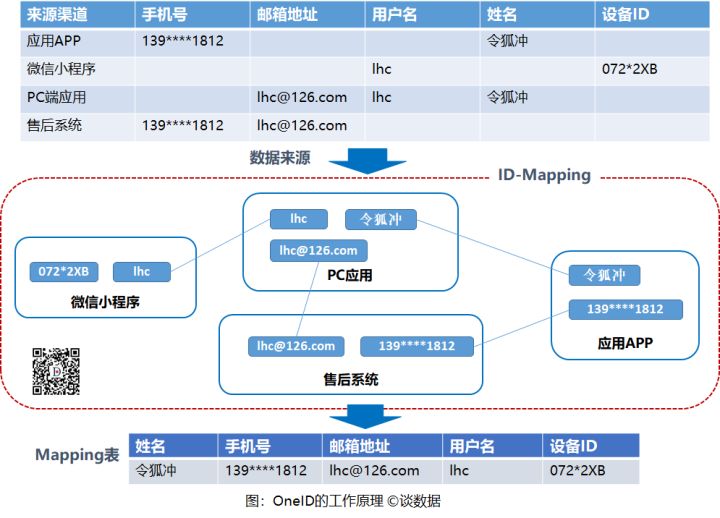 来源渠道 手机号 邮箱地址 用户名 姓名 设备ID
应用APP 139****1812 令狐冲
微信小程序 lhc 072*2XB
PC端应用 lhc@126.com lhc 令狐冲
售后系统 139****1812 lhc@126.com
数据来源
ID-Mapping
lhc 令狐冲
lhc@126.com
PC应用
072*2XB lhc
微信小程序
令狐冲
139****1812
应用APP
lhc@126.com 139****1812
售后系统
Mapping表
姓名 手机号 邮箱地址 用户名 设备ID
令狐冲 139****1812 lhc@126.com lhc 072*2XB
图：OneID的工作原理 ©谈数据